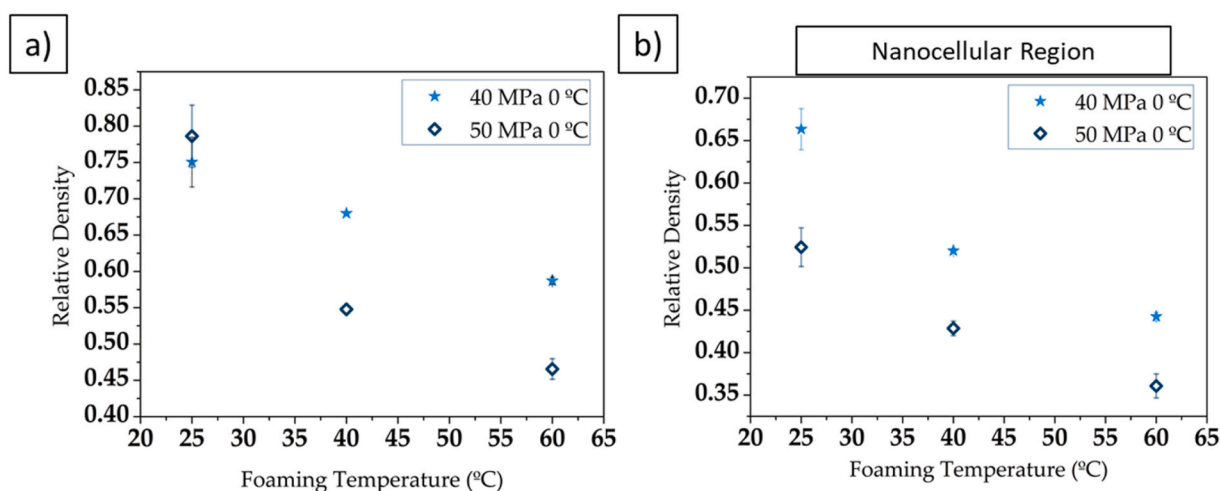 a)
40 MPa 0 ºC
50 MPa 0 ºC
0.85
0.80
0.75
0.70
0.65
0.60
0.55
0.50
0.45
0.40
Relative Density
20 25 30 35 40 45 50 55 60 65
Foaming Temperature (ºC)
b)
Nanocellular Region
40 MPa 0 ºC
50 MPa 0 ºC
0.70
0.65
0.60
0.55
0.50
0.45
0.40
0.35
Relative Density
20 25 30 35 40 45 50 55 60 65
Foaming Temperature (ºC)